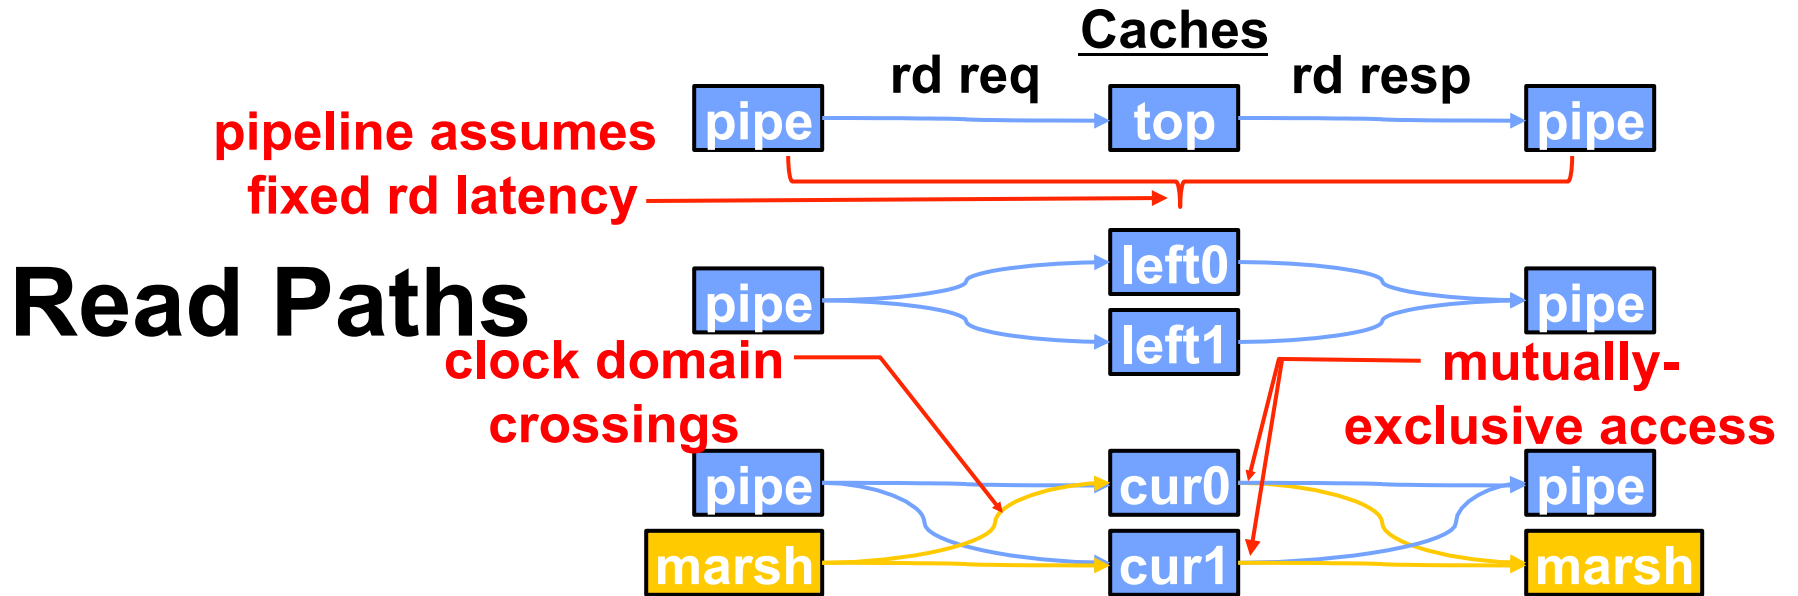 Caches
rd req
rd resp
pipe
top
pipe
pipeline assumes
fixed rd latency
Read Paths
pipe
left0
left1
pipe
clock domain
crossings
mutually-
exclusive access
pipe
cur0
pipe
marsh
cur1
marsh